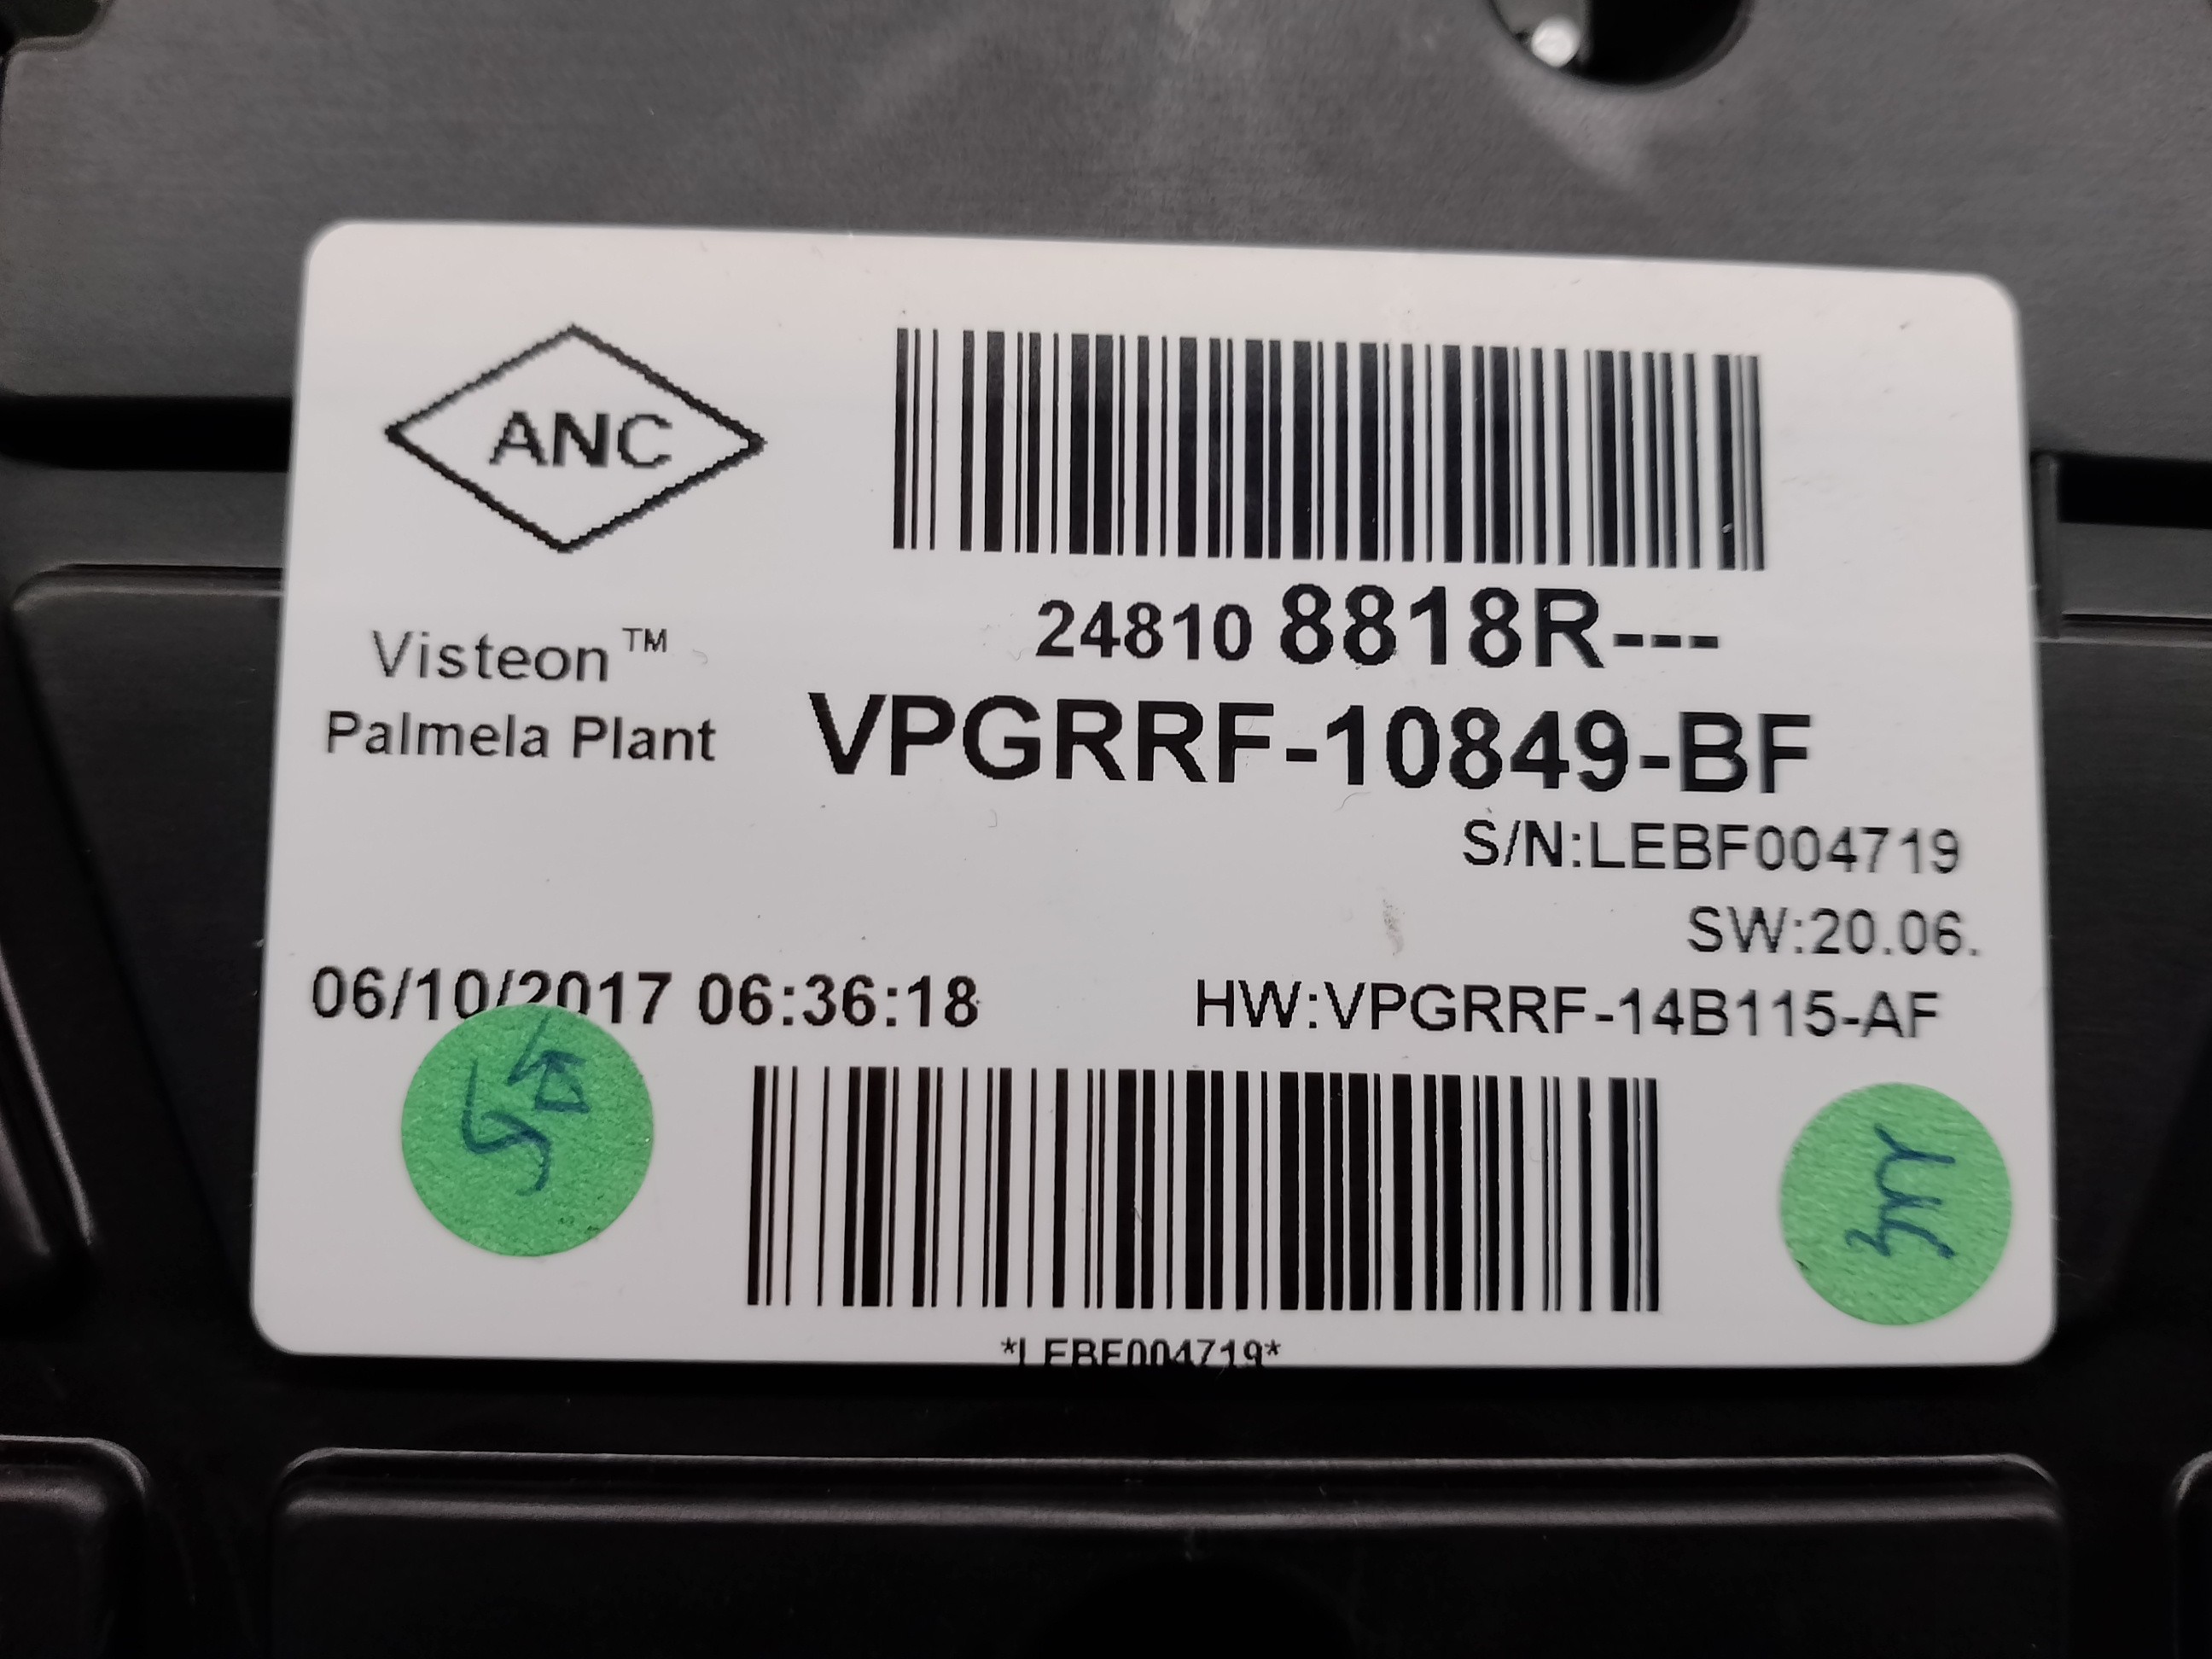 ANC
24810 8818R---
Visteon™
Palmela Plant
VPGRRF-10849-BF
S/N:LEBF004719
SW:20.06.
06/10/2017 06:36:18
HW:VPGRRF-14B115-AF
*LEBF004719*